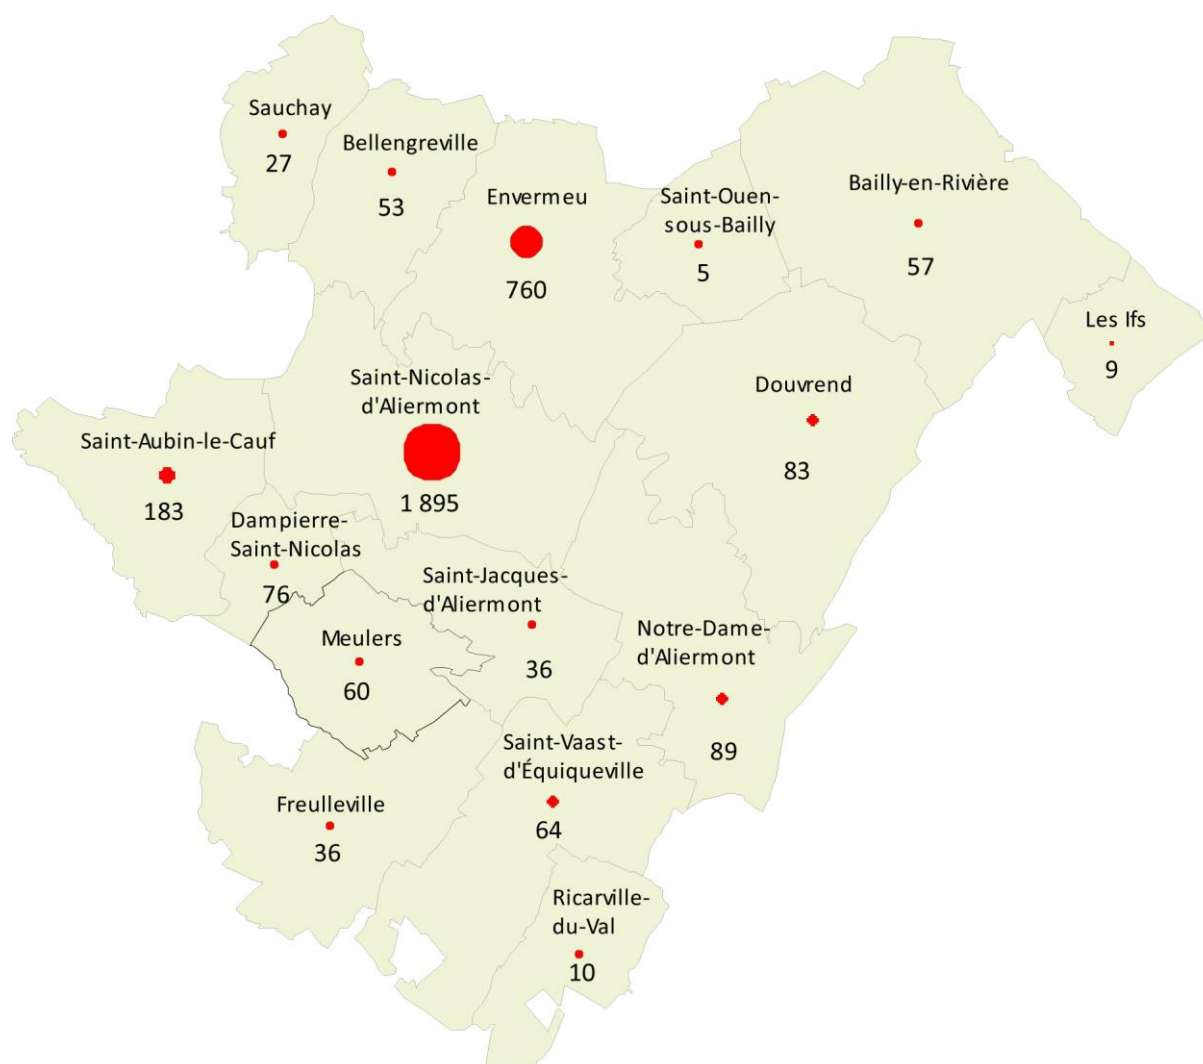 Sauchay
27
Bellengreville
53
Envermeu
760
Saint-Ouen-
sous-Bailly
5
Bailly-en-Rivière
57
Les Ifs
9
Saint-Nicolas-
d'Aliermont
1 895
Douvrend
83
Saint-Aubin-le-Cauf
183
Dampierre-
Saint-Nicolas
76
Saint-Jacques-
d'Aliermont
36
Meulers
60
Notre-Dame-
d'Aliermont
89
Saint-Vaast-
d'Équiqueville
64
Freulleville
36
Ricarville-
du-Val
10